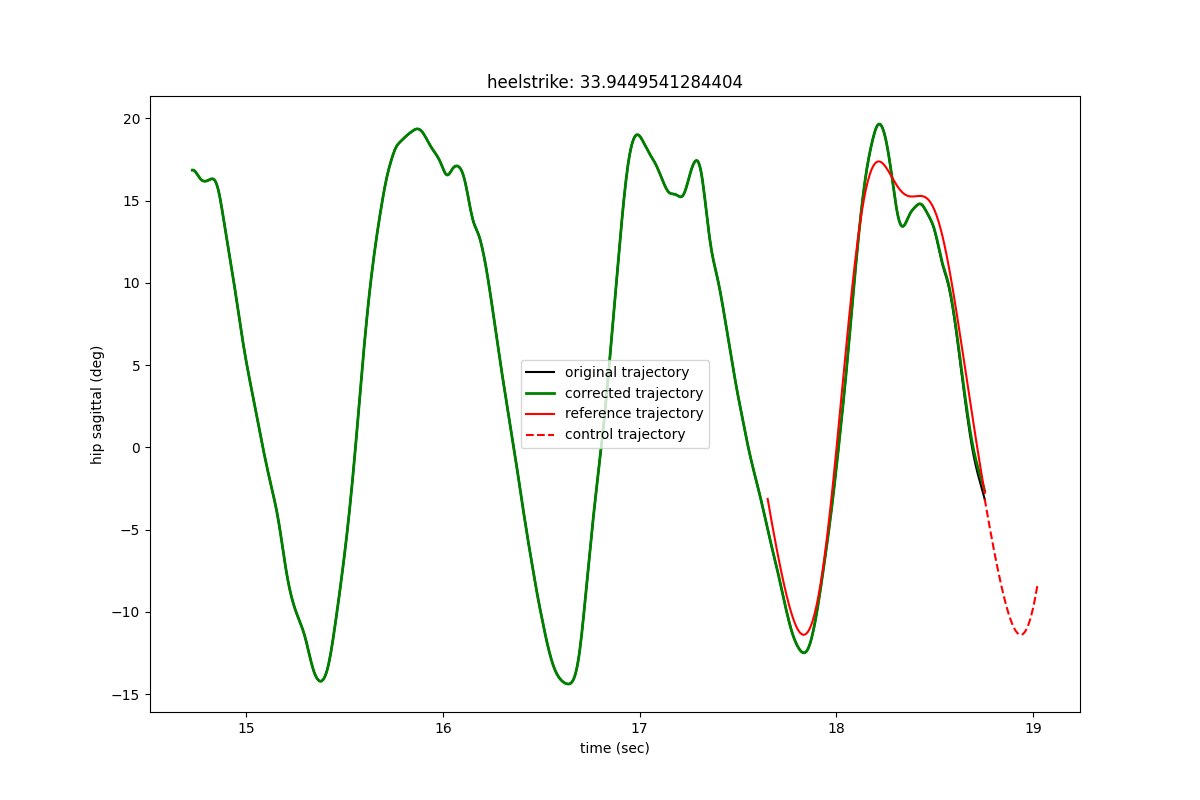 heelstrike: 33.9449541284404
20
15
10
5
0
−5
−10
−15
hip sagittal (deg)
original trajectory
corrected trajectory
reference trajectory
control trajectory
15
16
17
18
19
time (sec)